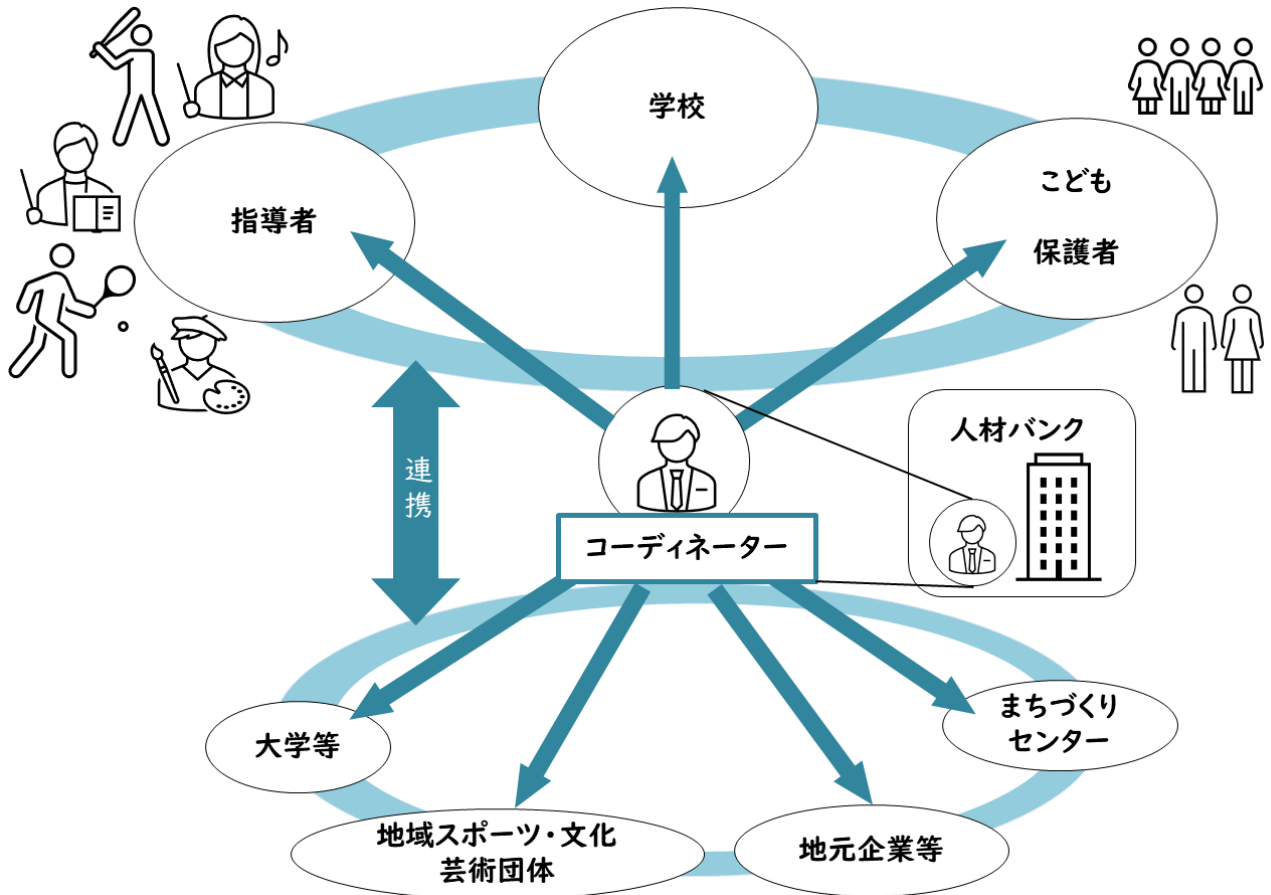 学校
指導者
こども
保護者
連携
人材バンク
コーディネーター
大学等
まちづくり
センター
地域スポーツ・文化
芸術団体
地元企業等